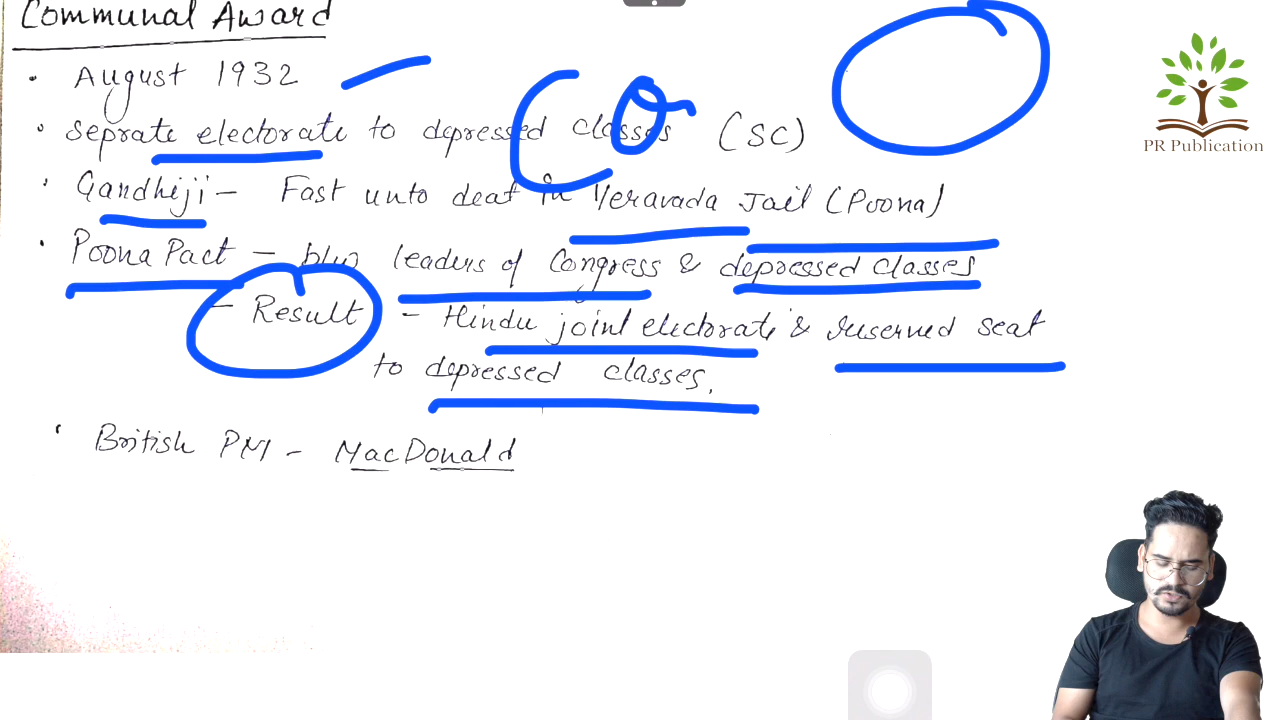 Communal Award
• August 1932
• Seprate electorate to depressed classes (SC)
• Gandhiji - Fast unto deat in Yeravada Jail (Poona)
• Poona Pact - b/w leaders of Congress & depressed classes
- Result - Hindu joint electorate & reserved seat
to depressed classes.
• British PM - MacDonald
PR Publication